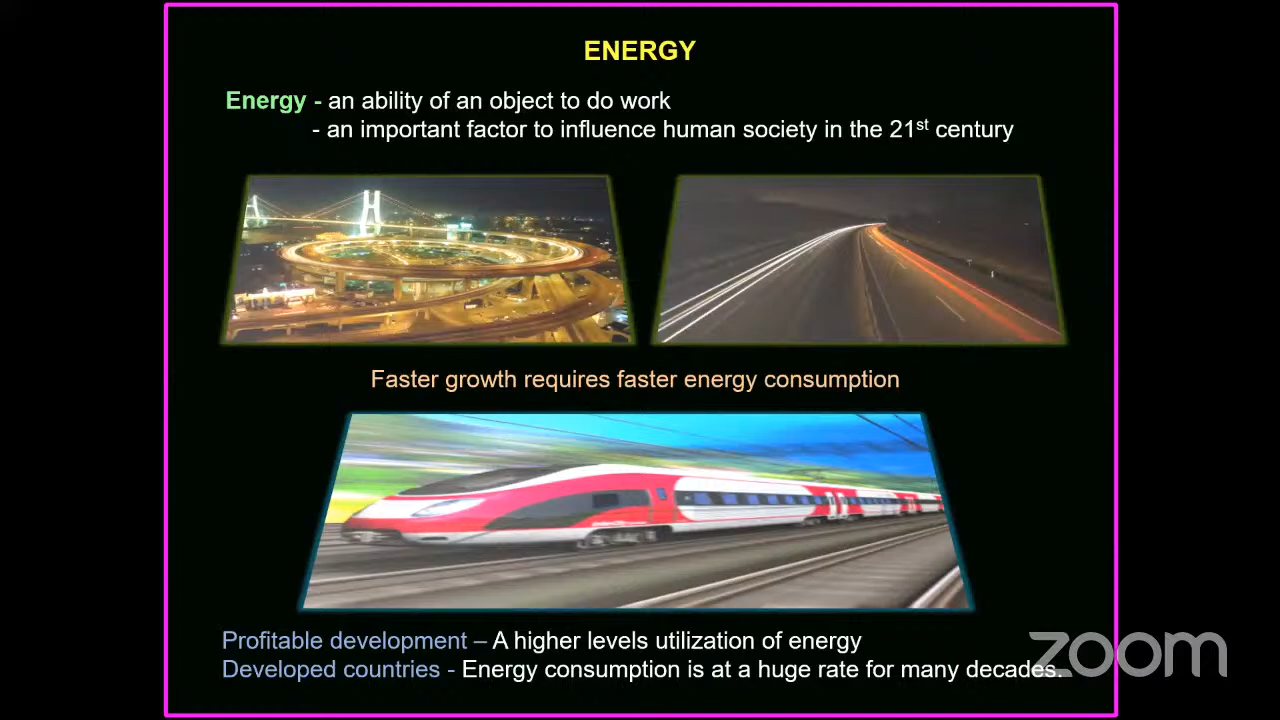 ENERGY
Energy - an ability of an object to do work
- an important factor to influence human society in the 21st century
Faster growth requires faster energy consumption
Profitable development – A higher levels utilization of energy
Developed countries - Energy consumption is at a huge rate for many decades.
zoom